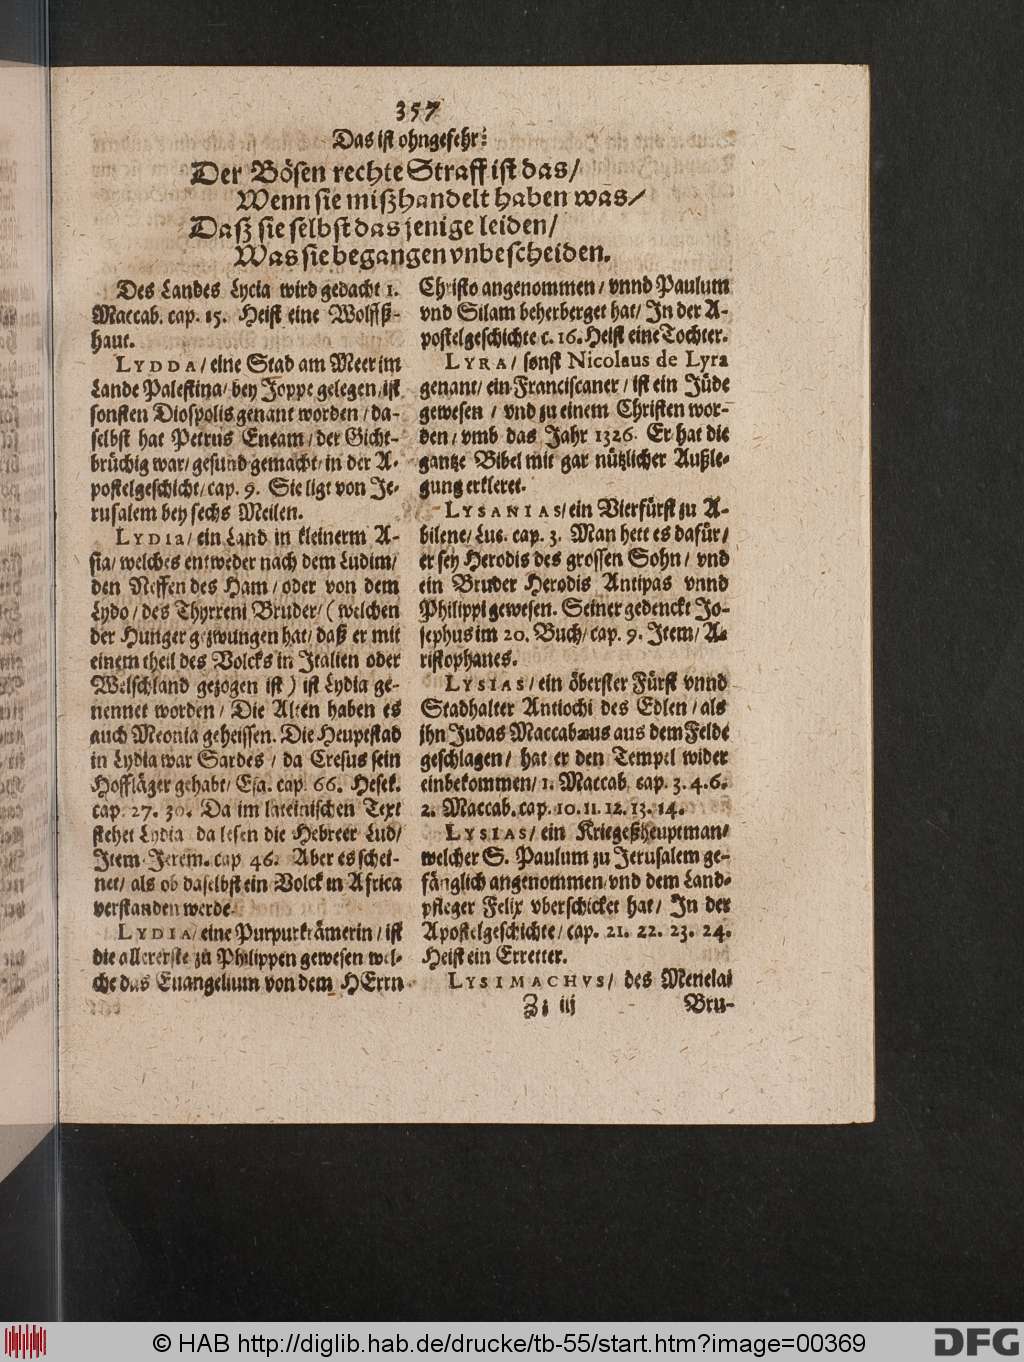 357
Das ist ohngefehr:
Der Bösen rechte Straff ist das/
Wenn sie mißhandelt haben was/
Daß sie selbst dasjenige leiden/
Was sie begangen vnbescheiden.
Des Landes Lycia wird gedacht 1.
Maccab. cap. 15. Heist eine Wolffß-
haut.
LYDDA/ eine Stad am Meer im
Lande Palestina/ bey Joppe gelegen/ ist
sonsten Diospolis genant worden/ da-
selbst hat Petrus Eneam/ der Gicht-
brüchig war/ gesund gemacht/ in der A-
postelgeschicht/ cap. 9. Sie ligt von Je-
rusalem bey sechs Meilen.
LYDIa/ ein Land in kleinerm A-
sia/ welches entweder nach dem Ludim/
den Neffen des Ham/ oder von dem
Lydo/ des Thyrreni Bruder/ (welchen
der Hunger gezwungen hat/ daß er mit
einem theil des Volcks in Italien oder
Welschland gezogen ist) ist Lydia ge-
nennet worden/ Die Alten haben es
auch Meonia geheissen. Die Heuptstad
in Lydia war Sardes/ da Cresus sein
Hoffläger gehabt/ Esa. cap. 66. Hesek.
cap. 27. 30. Da im lateinischen Text
stehet Lydia da lesen die Hebreer Lud/
Item Jerem. cap 46. Aber es schei-
net/ als ob daselbst ein Volck in Africa
verstanden werde.
LYDIA/ eine Purpurkrämerin/ ist
die allererste zu Philippen gewesen wel-
che das Euangelium von dem HErrn
Christo angenommen/ vnnd Paulum
vnd Silam beherberget hat/ In der A-
postelgeschichte c. 16. Heist eine Tochter.
LYRA/ sonst Nicolaus de Lyra
genant/ ein Franciscaner/ ist ein Jüde
gewesen/ vnd zu einem Christen wor-
den/ vmb das Jahr 1326. Er hat die
gantze Bibel mit gar nützlicher Außle-
gung erkleret.
LYSANIAS/ ein Vierfürst zu A-
bilene/ Luc. cap. 3. Man hett es dafür/
er sey Herodis des grossen Sohn/ vnd
ein Bruder Herodis Antipas vnnd
Philippi gewesen. Seiner gedenckt Jo-
sephus im 20. Buch/ cap. 9. Item/ A-
ristophanes.
LYSIAS/ ein öberster Fürst vnnd
Stadhalter Antiochi des Edlen/ als
jhn Judas Maccabæus aus dem Felde
geschlagen/ hat er den Tempel wider
einbekommen/ 1. Maccab. cap. 3. 4. 6.
2. Maccab. cap. 10. 11. 12. 13. 14.
LYSIAS/ ein Kriegeßheuptman/
welcher S. Paulum zu Jerusalem ge-
fänglich angenommen/ vnd dem Land-
pfleger Felix vberschicket hat/ In der
Apostelgeschichte/ cap. 21. 22. 23. 24.
Heist ein Erretter.
LYSIMACHVS/ des Menelai
Zz iij
Bru-
© HAB http://diglib.hab.de/drucke/tb-55/start.htm?image=00369
DFG